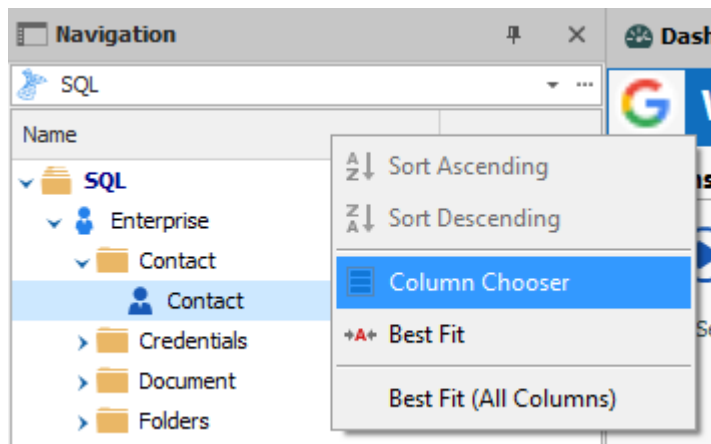 Navigation
Dash
SQL
Name
SQL
Enterprise
Contact
Contact
Credentials
Document
Folders
Sort Ascending
Sort Descending
Column Chooser
Best Fit
Best Fit (All Columns)